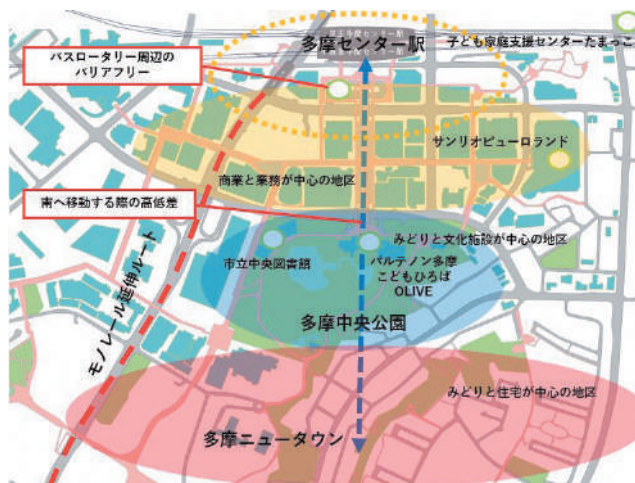 多摩センター駅
子ども家庭支援センターたまっこ
バスロータリー周辺の
バリアフリー
サンリオピューロランド
商業と業務が中心の地区
南へ移動する際の高低差
みどりと文化施設が中心の地区
市立中央図書館
パルテノン多摩
こどもひろば
OLIVE
多摩中央公園
モノレール延伸ルート
みどりと住宅が中心の地区
多摩ニュータウン